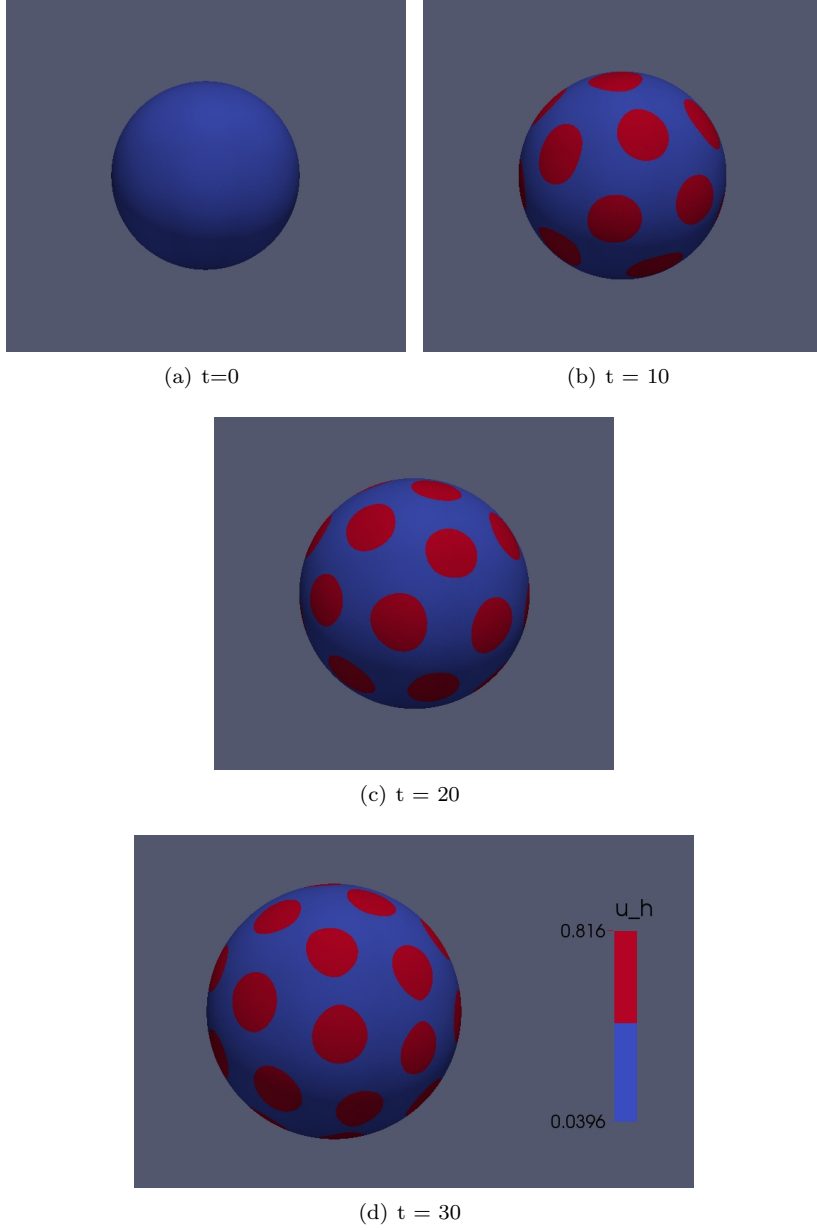 (a) t=0
(b) t = 10
(c) t = 20
u_h
0.816
0.0396
(d) t = 30